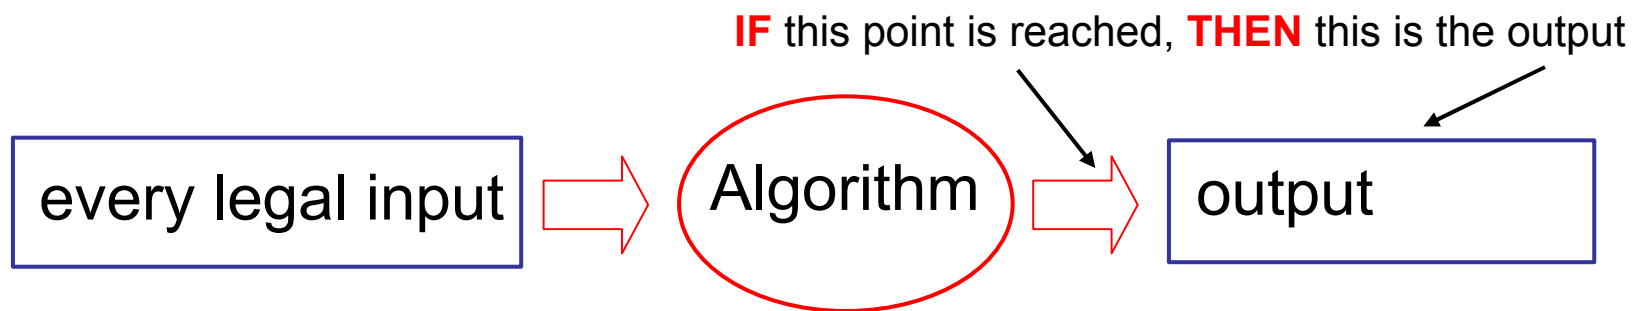 IF this point is reached, THEN this is the output
every legal input
Algorithm
output